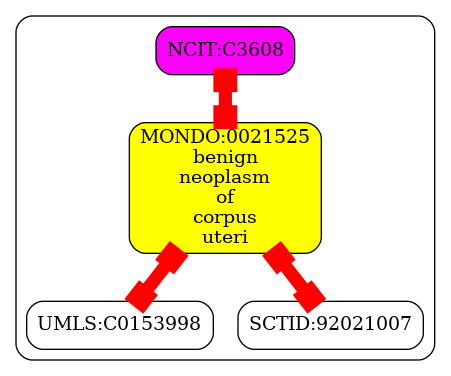 NCIT:C3608
MONDO:0021525
benign
neoplasm
of
corpus
uteri
UMLS:C0153998
SCTID:92021007